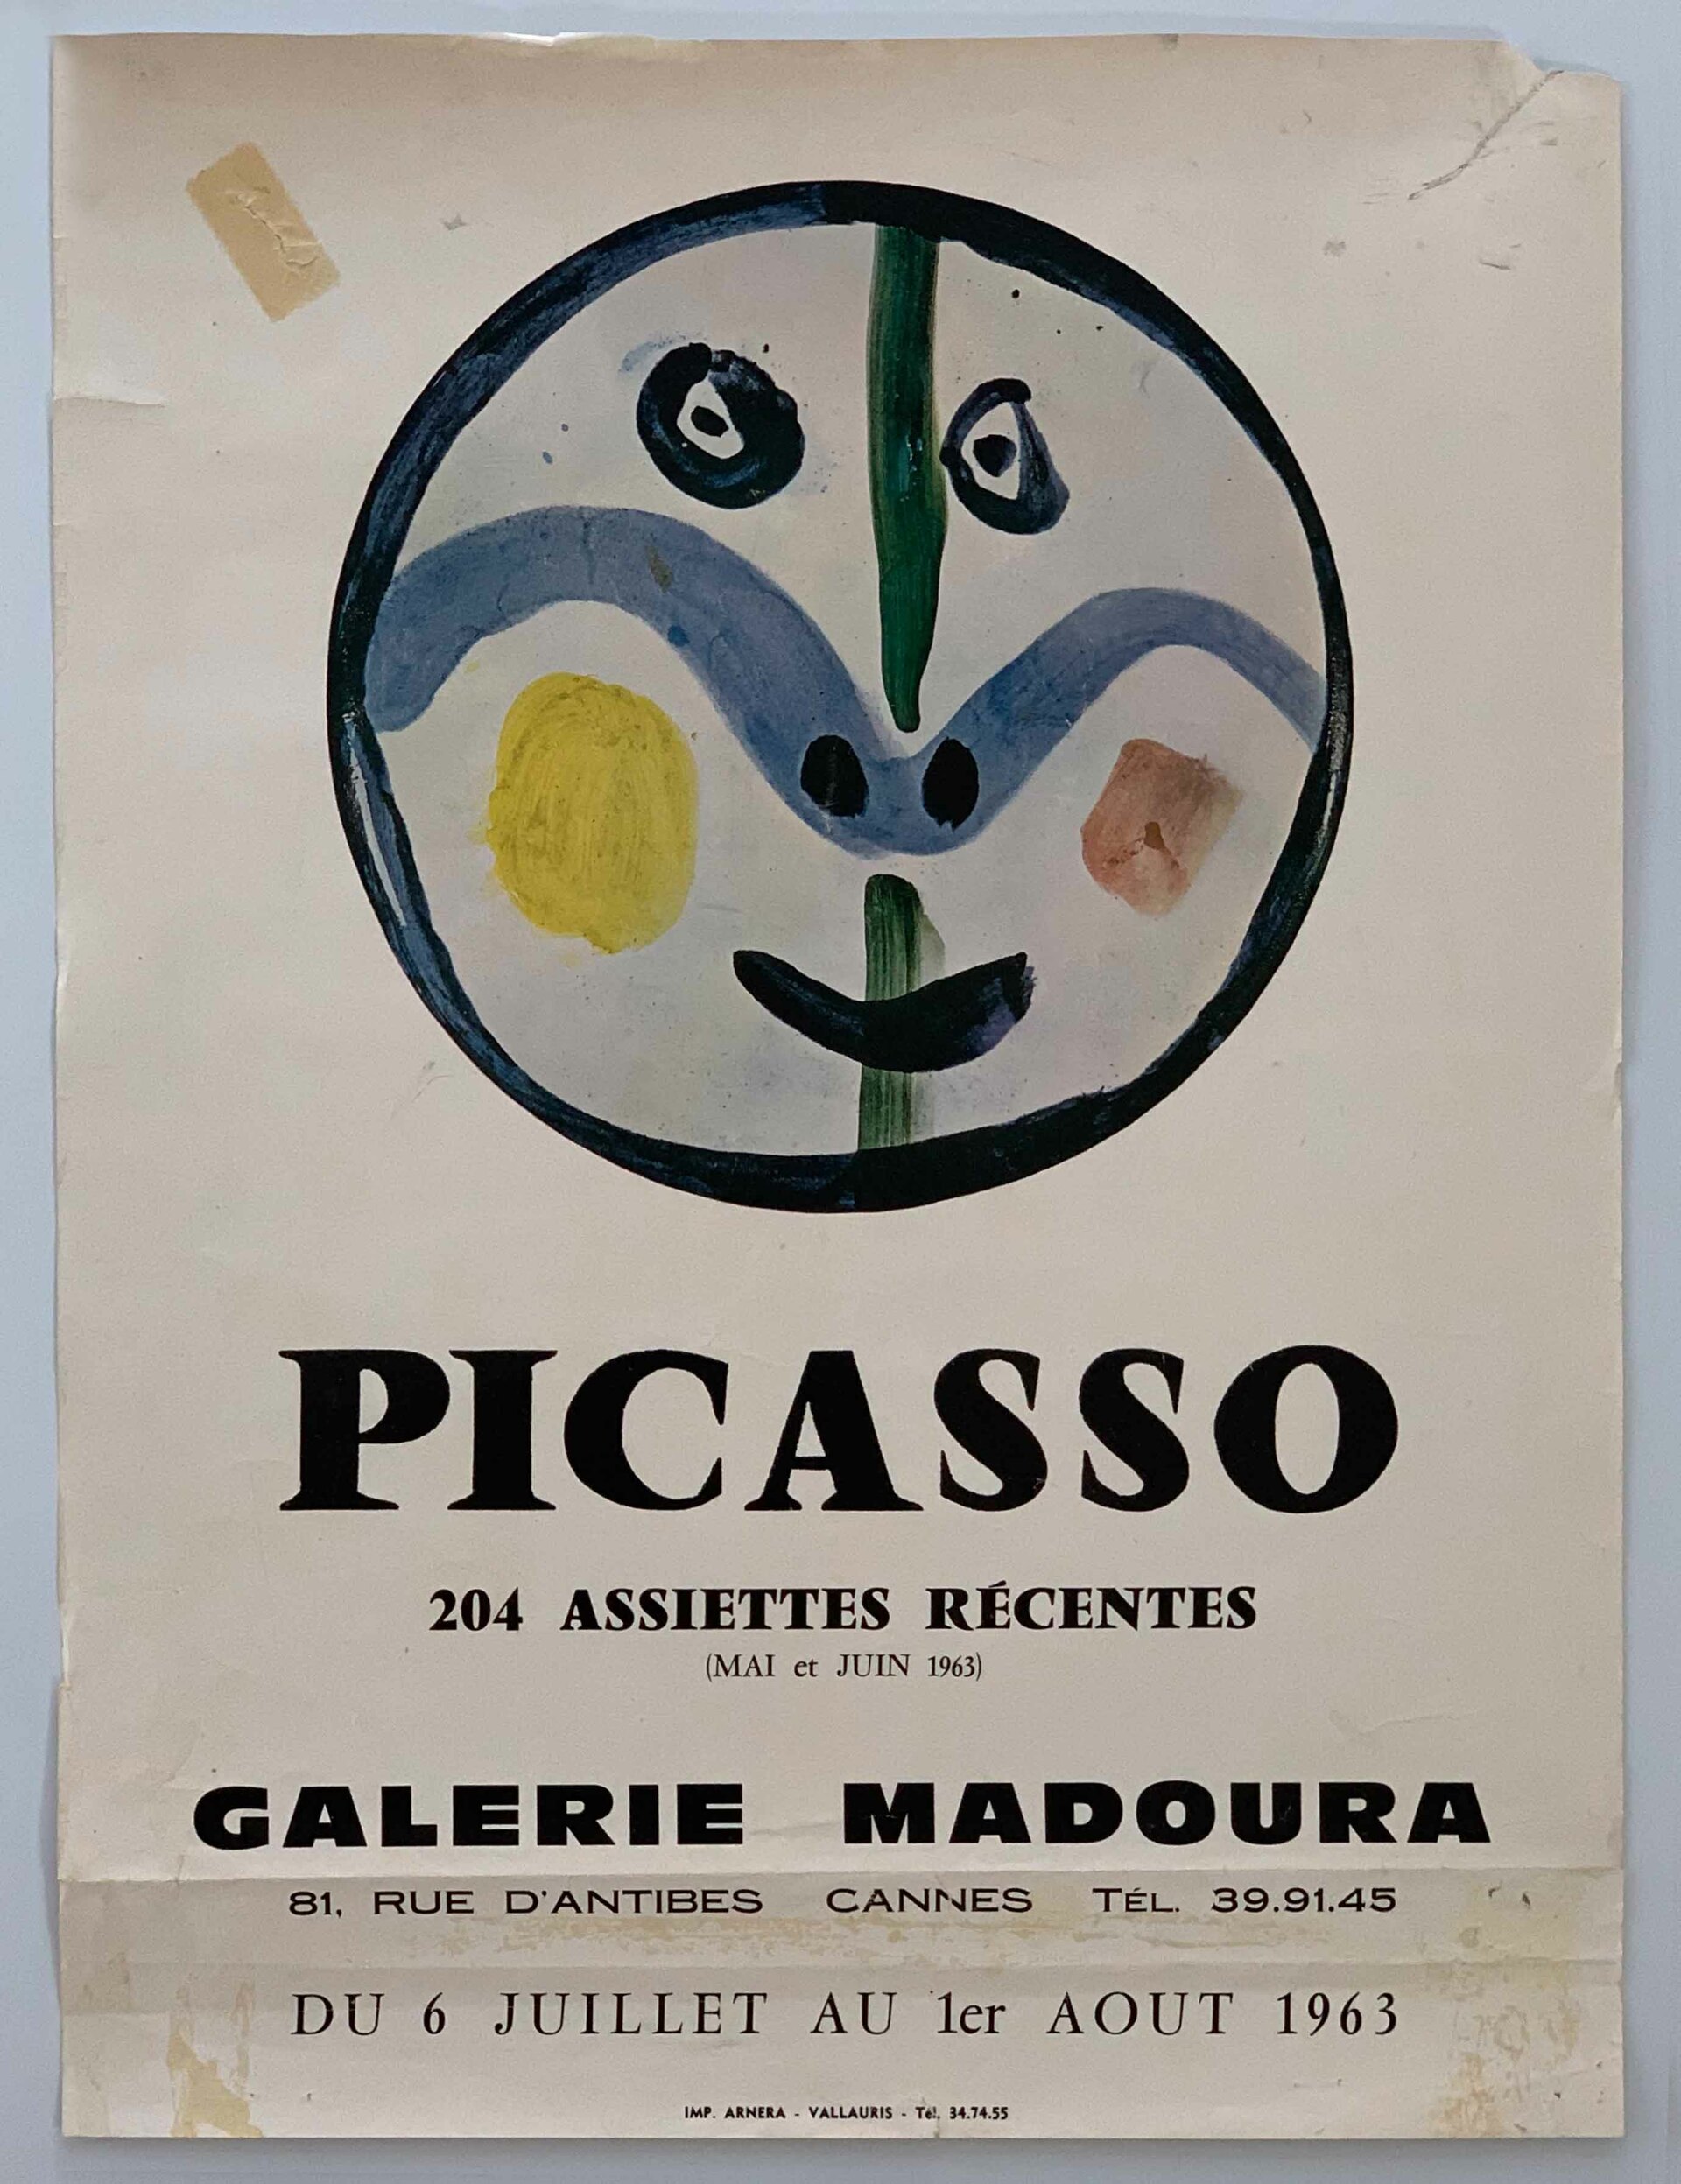 PICASSO
204 ASSIETTES RÉCENTES
(MAI et JUIN 1963)
GALERIE MADOURA
81, RUE D'ANTIBES CANNES TÉL. 39.91.45
DU 6 JUILLET AU 1er AOUT 1963
IMP. ARNERA - VALLAURIS - Tél. 34.74.55